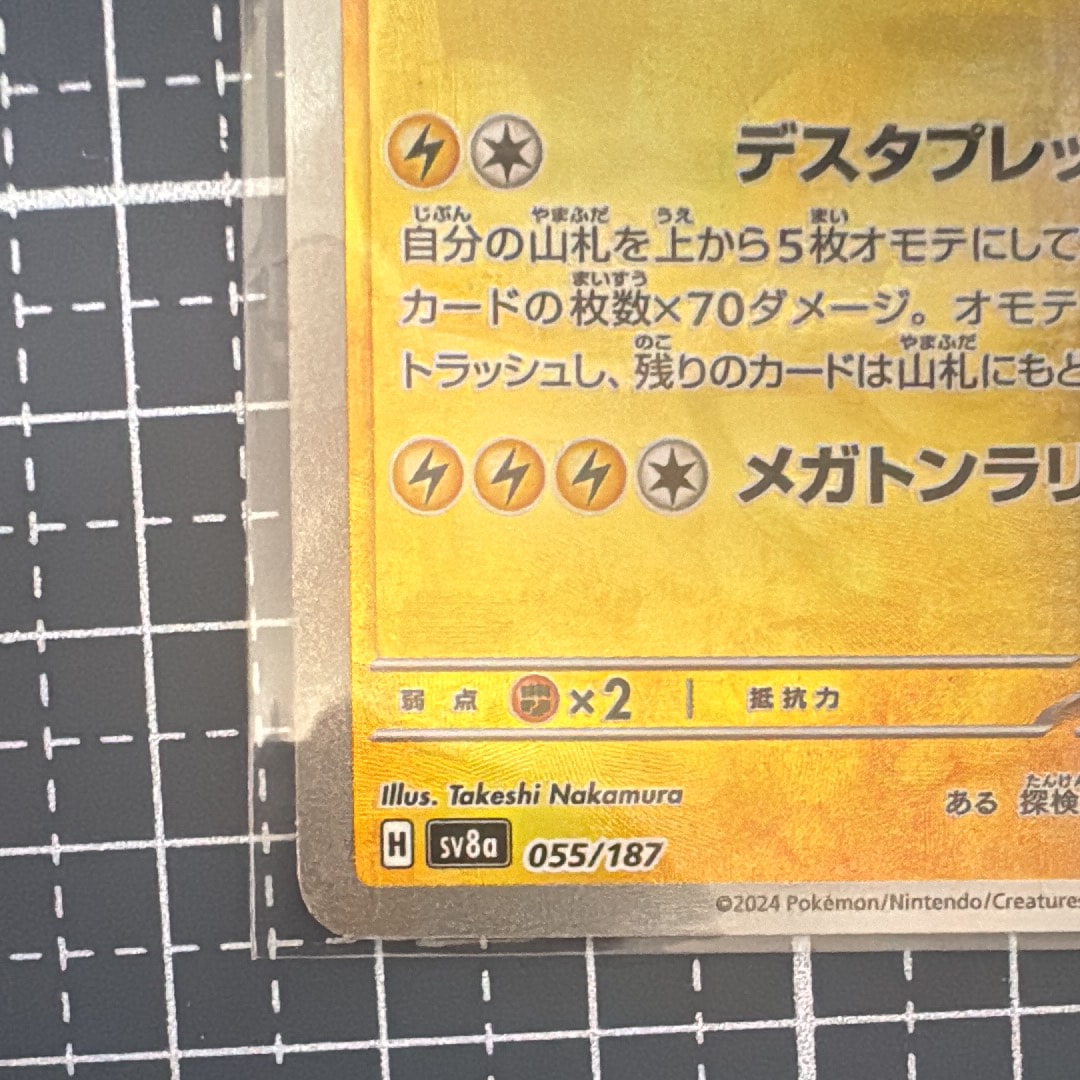 デスタプレッ
自分の山札を上から5枚オモテにして
カードの枚数×70ダメージ。オモテ
トラッシュし、残りのカードは山札にもど
メガトンラリ
弱点 ×2 抵抗力
Illus. Takeshi Nakamura
ある 探検
H sv8a 055/187
©2024 Pokémon/Nintendo/Creatures